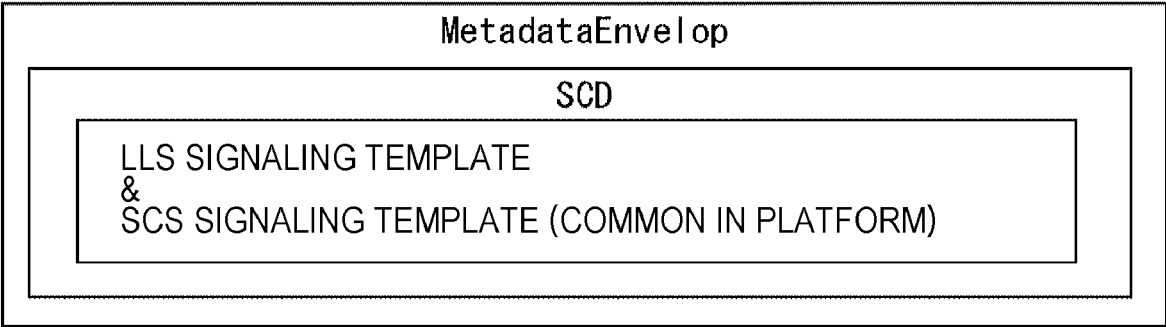 MetadataEnvelop
SCD
LLS SIGNALING TEMPLATE
&
SCS SIGNALING TEMPLATE (COMMON IN PLATFORM)